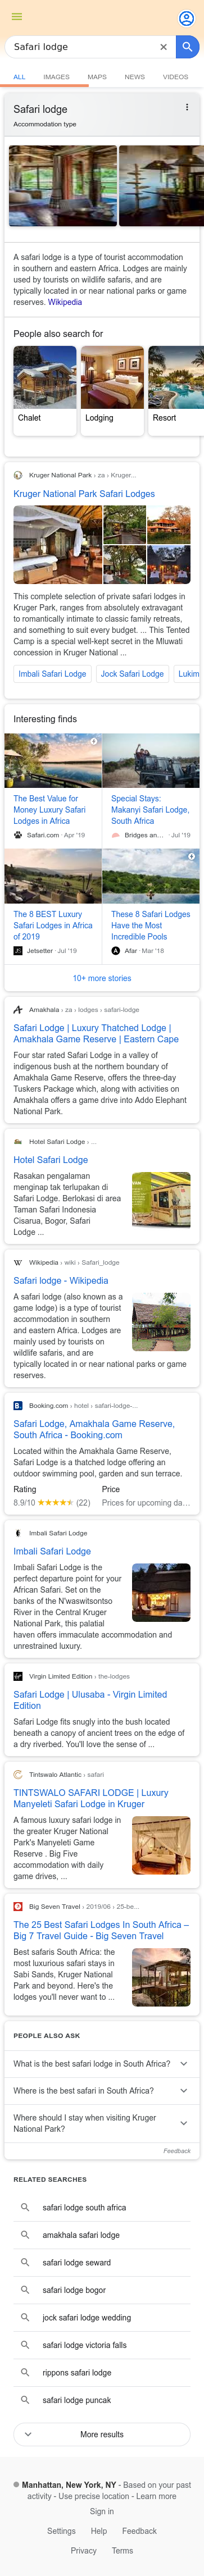 Safari lodge
ALL IMAGES MAPS NEWS VIDEOS
Safari lodge
Accommodation type
A safari lodge is a type of tourist accommodation
in southern and eastern Africa. Lodges are mainly
used by tourists on wildlife safaris, and are
typically located in or near national parks or game
reserves. Wikipedia
People also search for
Chalet Lodging Resort
Kruger National Park › za › Kruger...
Kruger National Park Safari Lodges
This complete selection of private safari lodges in
Kruger Park, ranges from absolutely extravagant
to romantically intimate to classic family retreats,
and something to suit every budget. ... This Tented
Camp is a special well-kept secret in the Mluwati
concession in Kruger National ...
Imbali Safari Lodge Jock Safari Lodge Lukim
Interesting finds
The Best Value for
Money Luxury Safari
Lodges in Africa
Safari.com · Apr '19
Special Stays:
Makanyi Safari Lodge,
South Africa
Bridges an... · Jul '19
The 8 BEST Luxury
Safari Lodges in Africa
of 2019
Jetsetter · Jul '19
These 8 Safari Lodges
Have the Most
Incredible Pools
Afar · Mar '18
10+ more stories
Amakhala › za › lodges › safari-lodge
Safari Lodge | Luxury Thatched Lodge |
Amakhala Game Reserve | Eastern Cape
Four star rated Safari Lodge in a valley of
indigenous bush at the northern boundary of
Amakhala Game Reserve, offers the three-day
Tuskers Package which, along with activities on
Amakhala offers a game drive into Addo Elephant
National Park.
Hotel Safari Lodge › ...
Hotel Safari Lodge
Rasakan pengalaman
menginap tak terlupakan di
Safari Lodge. Berlokasi di area
Taman Safari Indonesia
Cisarua, Bogor, Safari
Lodge ...
Wikipedia › wiki › Safari_lodge
Safari lodge - Wikipedia
A safari lodge (also known as a
game lodge) is a type of tourist
accommodation in southern
and eastern Africa. Lodges are
mainly used by tourists on
wildlife safaris, and are
typically located in or near national parks or game
reserves.
Booking.com › hotel › safari-lodge-...
Safari Lodge, Amakhala Game Reserve,
South Africa - Booking.com
Located within the Amakhala Game Reserve,
Safari Lodge is a thatched lodge offering an
outdoor swimming pool, garden and sun terrace.
Rating Price
8.9/10 ★★★★★ (22) Prices for upcoming da...
Imbali Safari Lodge
Imbali Safari Lodge
Imbali Safari Lodge is the
perfect departure point for your
African Safari. Set on the
banks of the N'waswitsontso
River in the Central Kruger
National Park, this palatial
haven offers immediate accommodation and
unrestrained luxury.
Virgin Limited Edition › the-lodges
Safari Lodge | Ulusaba - Virgin Limited
Edition
Safari Lodge fits snugly into the bush located
beneath a canopy of ancient trees on the edge of
a dry riverbed. You'll love the sense of ...
Tintswalo Atlantic › safari
TINTSWALO SAFARI LODGE | Luxury
Manyeleti Safari Lodge in Kruger
A famous luxury safari lodge in
the greater Kruger National
Park's Manyeleti Game
Reserve . Big Five
accommodation with daily
game drives, ...
Big Seven Travel › 2019/06 › 25-be...
The 25 Best Safari Lodges In South Africa –
Big 7 Travel Guide - Big Seven Travel
Best safaris South Africa: the
most luxurious safari stays in
Sabi Sands, Kruger National
Park and beyond. Here's the
lodges you'll never want to ...
PEOPLE ALSO ASK
What is the best safari lodge in South Africa?
Where is the best safari in South Africa?
Where should I stay when visiting Kruger
National Park?
Feedback
RELATED SEARCHES
safari lodge south africa
amakhala safari lodge
safari lodge seward
safari lodge bogor
jock safari lodge wedding
safari lodge victoria falls
rippons safari lodge
safari lodge puncak
More results
Manhattan, New York, NY - Based on your past
activity - Use precise location - Learn more
Sign in
Settings Help Feedback
Privacy Terms